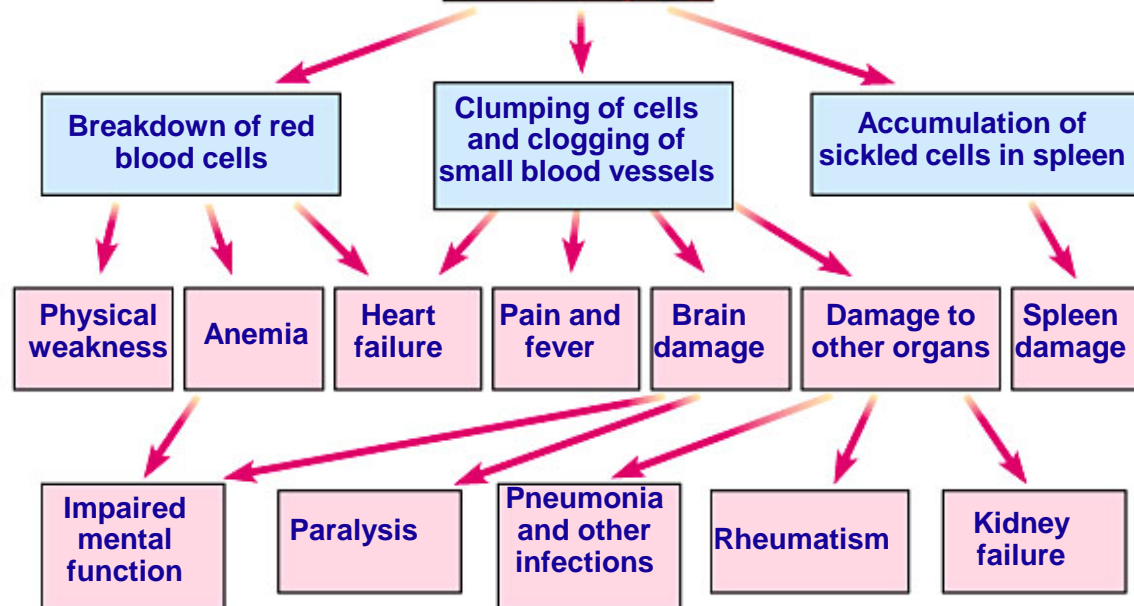 Breakdown of red
blood cells
Clumping of cells
and clogging of
small blood vessels
Accumulation of
sickled cells in spleen
Physical
weakness
Anemia
Heart
failure
Pain and
fever
Brain
damage
Damage to
other organs
Spleen
damage
Impaired
mental
function
Paralysis
Pneumonia
and other
infections
Rheumatism
Kidney
failure